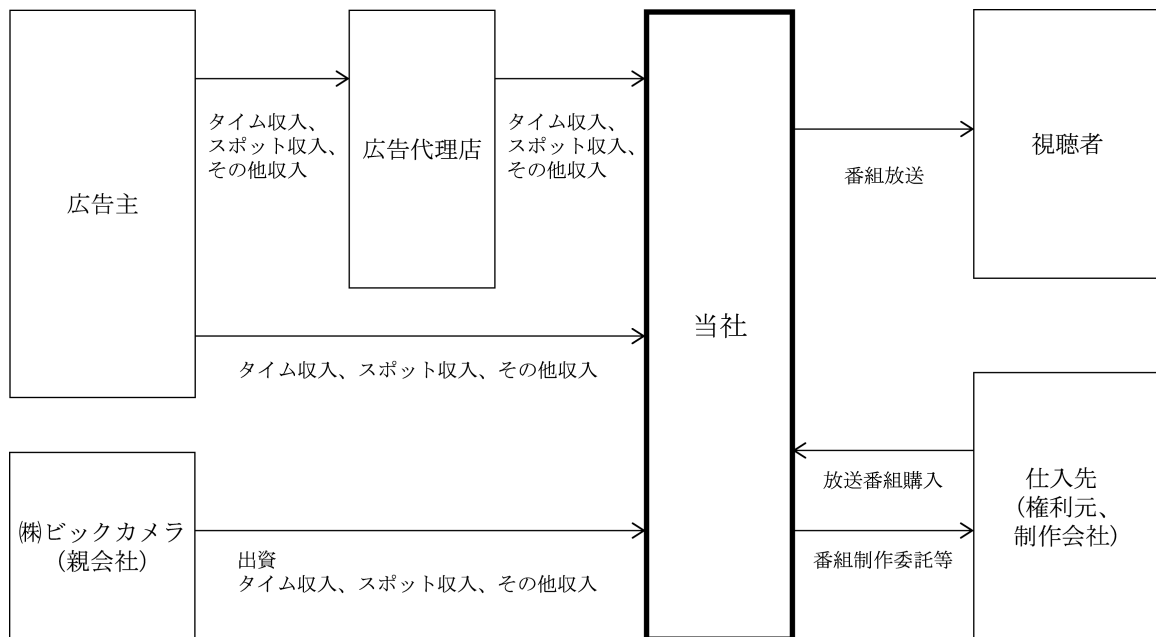 広告主
タイム収入、
スポット収入、
その他収入
広告代理店
タイム収入、
スポット収入、
その他収入
当社
番組放送
視聴者
タイム収入、スポット収入、その他収入
㈱ビックカメラ
(親会社)
出資
タイム収入、スポット収入、その他収入
放送番組購入
番組制作委託等
仕入先
(権利元、
制作会社)